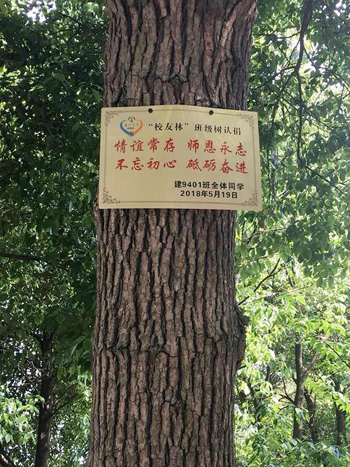 “校友林”班级树认捐
情谊常存 师恩永志
不忘初心 砥砺奋进
建9401班全体同学
2018年5月19日